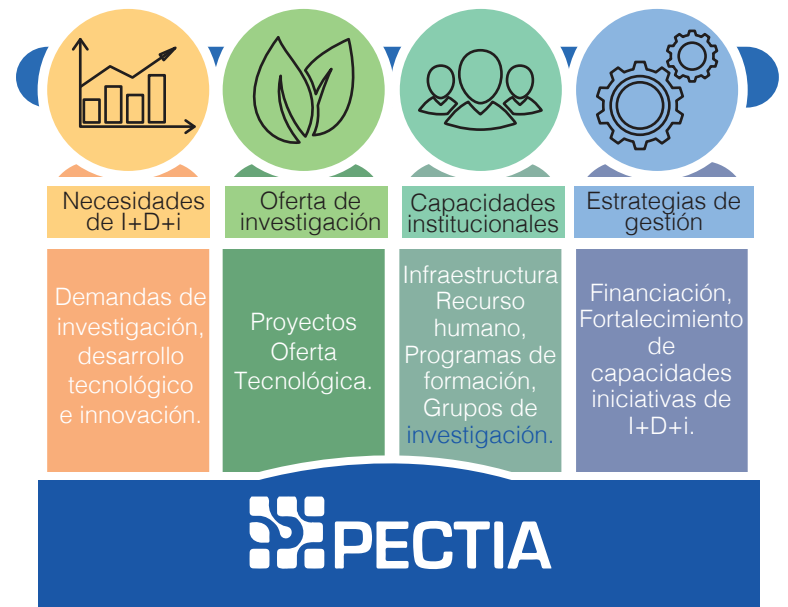 Necesidades
de I+D+i
Oferta de
investigación
Capacidades
institucionales
Estrategias de
gestión
Demandas de
investigación,
desarrollo
tecnológico
e innovación.
Proyectos
Oferta
Tecnológica.
Infraestructura
Recurso
humano,
Programas de
formación,
Grupos de
investigación.
Financiación,
Fortalecimiento
de
capacidades
iniciativas de
I+D+i.
PECTIA